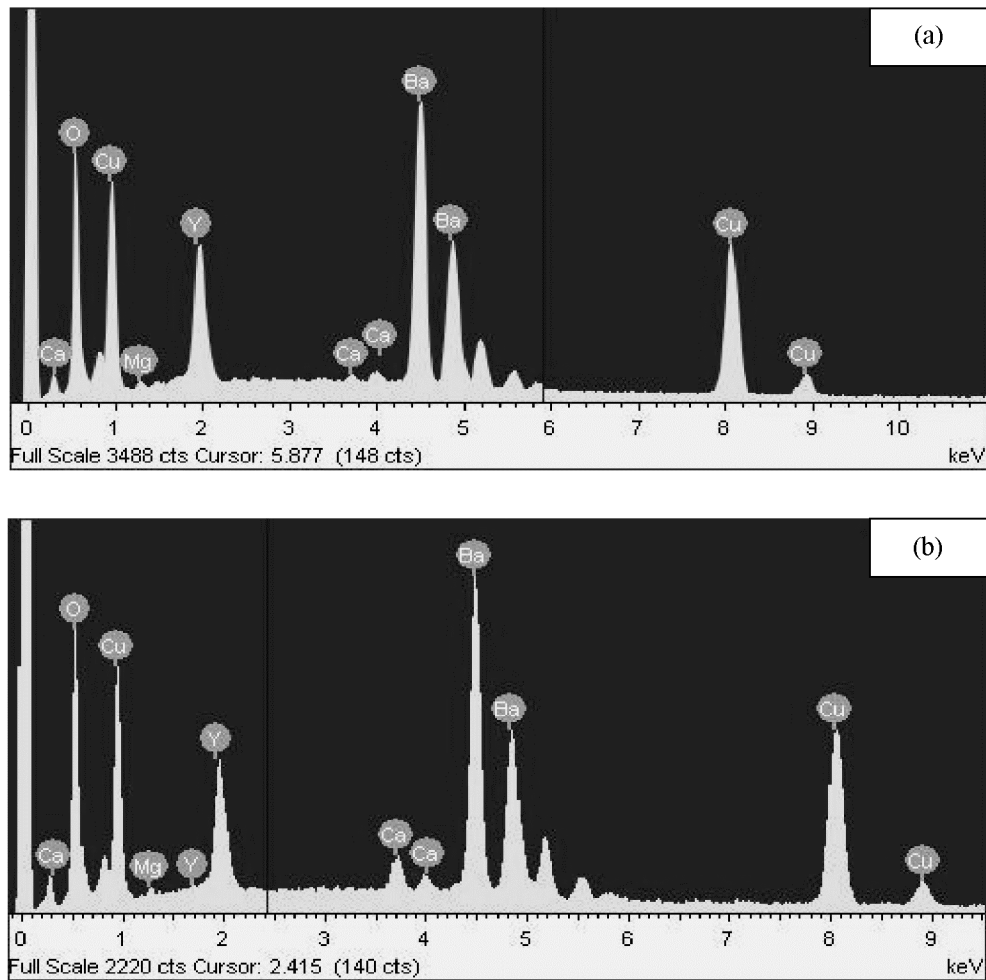 (a)
Ba
O
Cu
Y
Ba
Cu
Ca
Mg
Ca
Ca
Cu
0 1 2 3 4 5 6 7 8 9 10
Full Scale 3488 cts Cursor: 5.877 (148 cts) keV
(b)
Ba
O
Cu
Y
Ba
Cu
Ca
Mg
Y
Ca
Ca
Cu
0 1 2 3 4 5 6 7 8 9
Full Scale 2220 cts Cursor: 2.415 (140 cts) keV